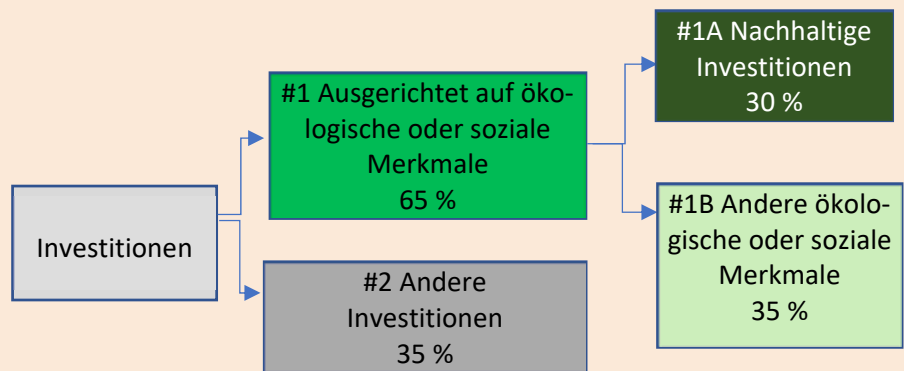 Investitionen
#1 Ausgerichtet auf öko-
logische oder soziale
Merkmale
65 %
#2 Andere
Investitionen
35 %
#1A Nachhaltige
Investitionen
30 %
#1B Andere ökolo-
gische oder soziale
Merkmale
35 %